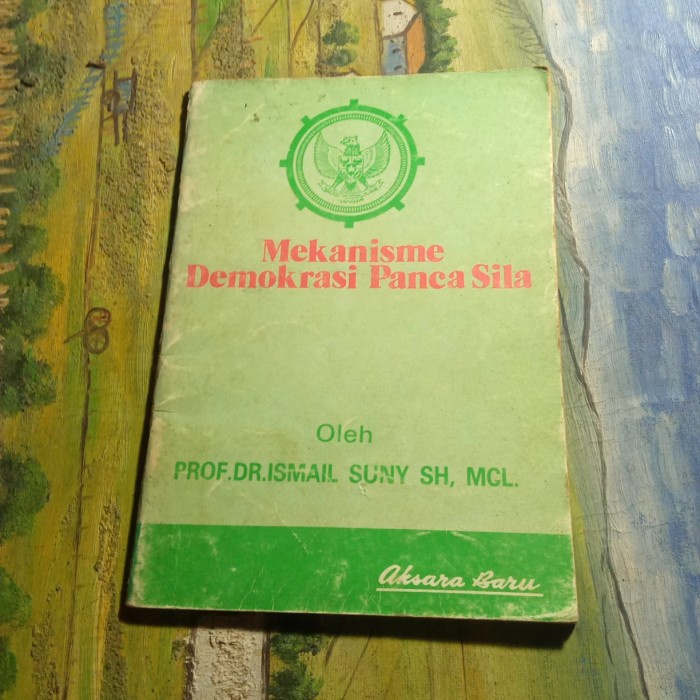 Mekanisme
Demokrasi Panca Sila
Oleh
PROF.DR.ISMAIL SUNY SH, MCL.
Aksara Baru